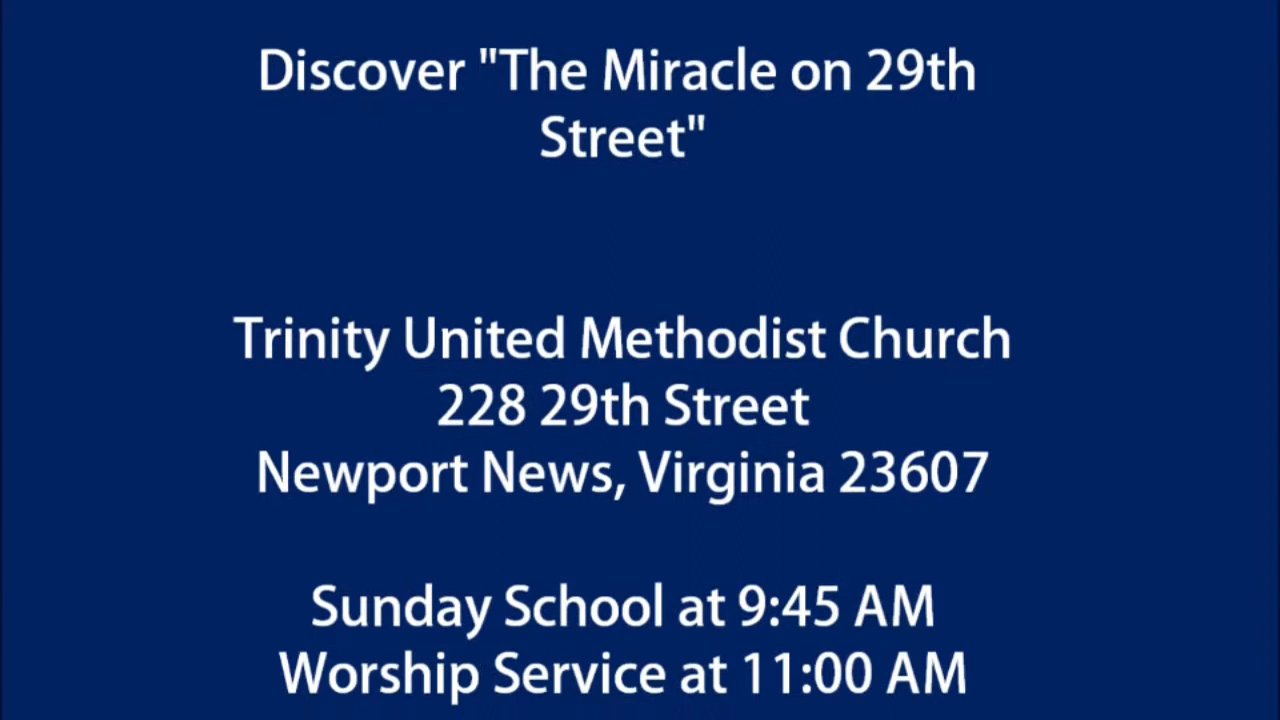 Discover "The Miracle on 29th
Street"
Trinity United Methodist Church
228 29th Street
Newport News, Virginia 23607
Sunday School at 9:45 AM
Worship Service at 11:00 AM